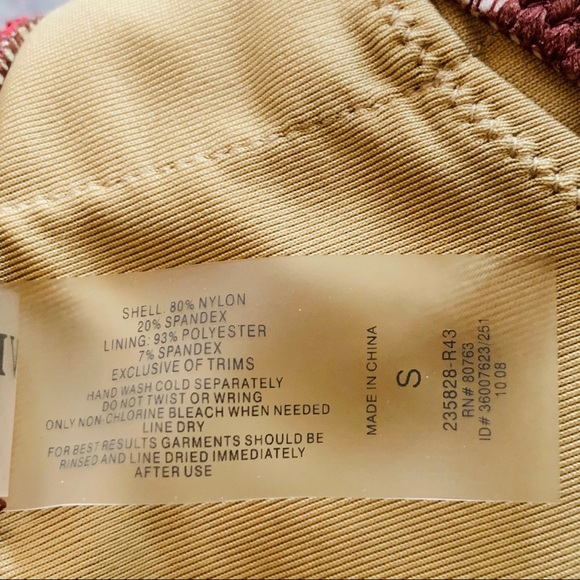 SHELL: 80% NYLON
20% SPANDEX
LINING: 93% POLYESTER
7% SPANDEX
EXCLUSIVE OF TRIMS
HAND WASH COLD SEPARATELY
DO NOT TWIST OR WRING
ONLY NON-CHLORINE BLEACH WHEN NEEDED
LINE DRY
FOR BEST RESULTS GARMENTS SHOULD BE
RINSED AND LINE DRIED IMMEDIATELY
AFTER USE
MADE IN CHINA
S
235828-R43
RN# 80763
ID# 36007623/251
10 08